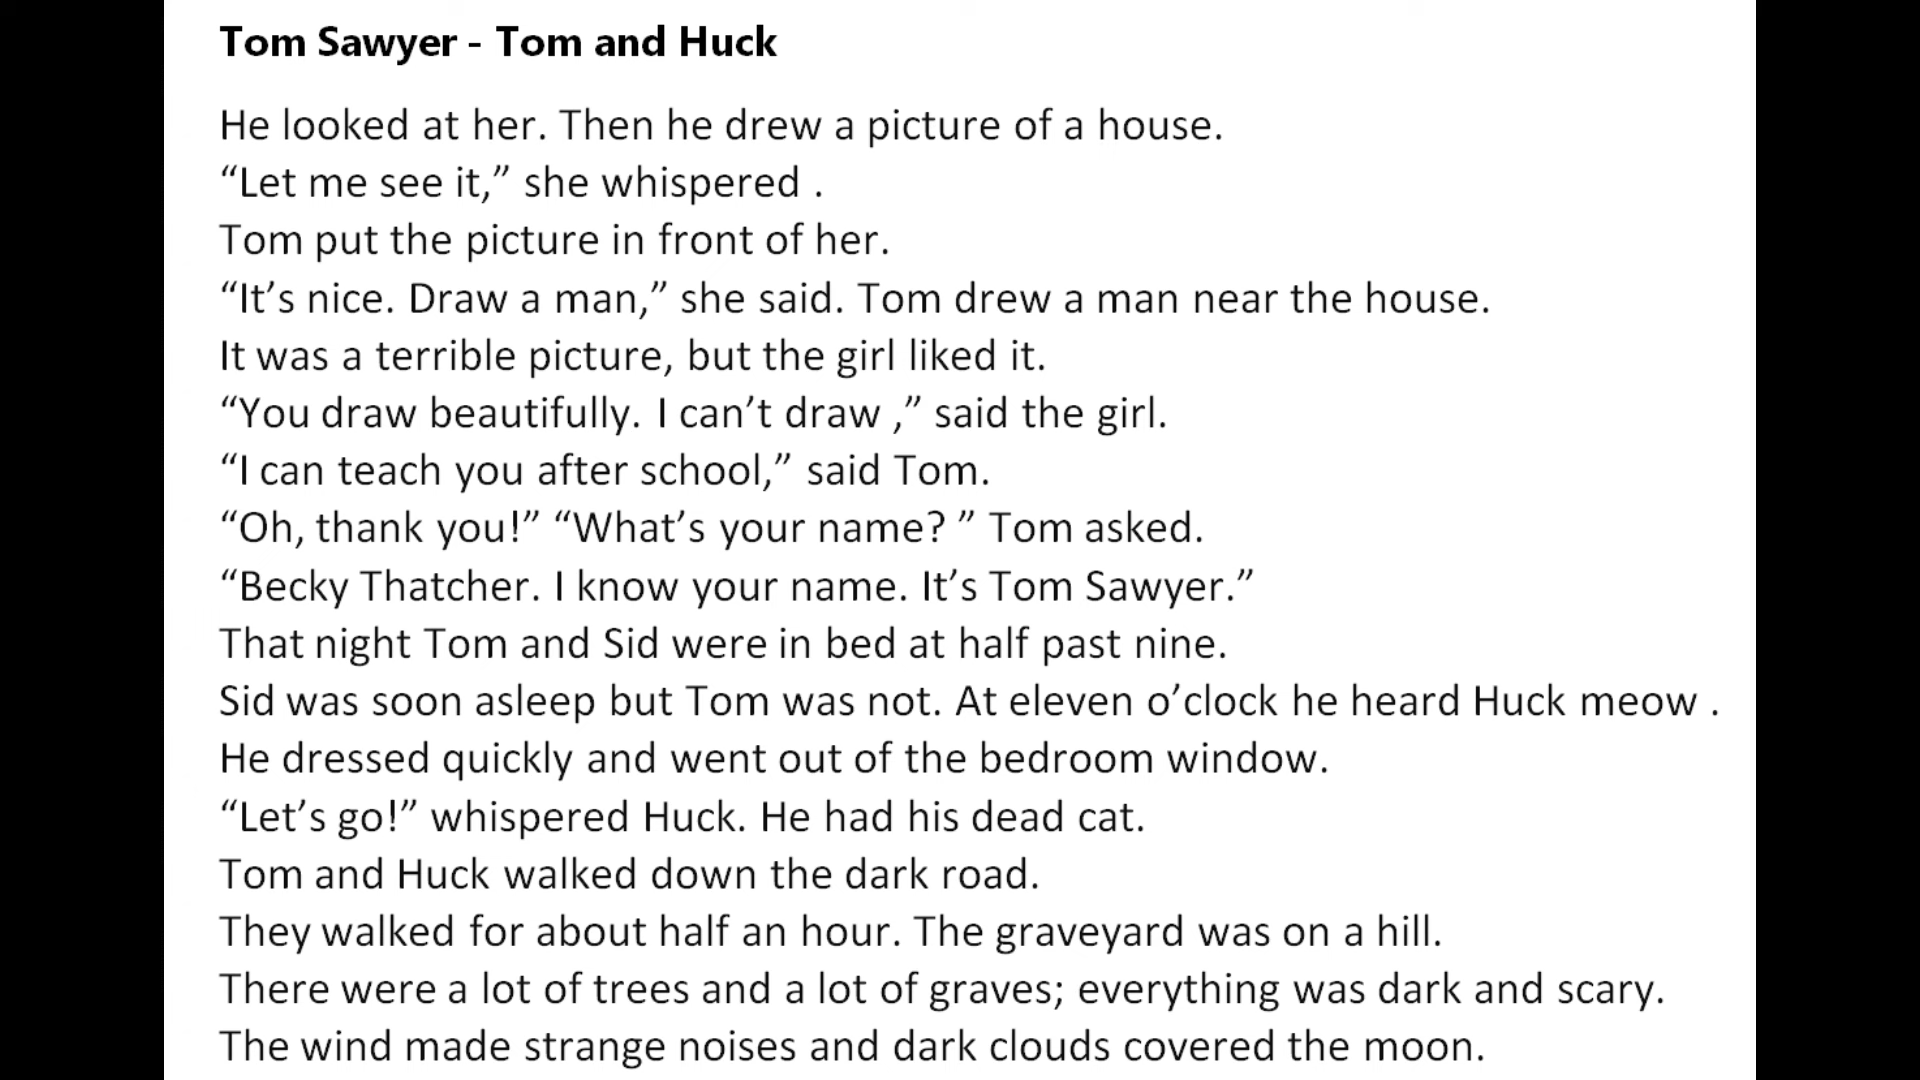 Tom Sawyer - Tom and Huck
He looked at her. Then he drew a picture of a house.
“Let me see it,” she whispered .
Tom put the picture in front of her.
“It’s nice. Draw a man,” she said. Tom drew a man near the house.
It was a terrible picture, but the girl liked it.
“You draw beautifully. I can’t draw ,” said the girl.
“I can teach you after school,” said Tom.
“Oh, thank you!” “What’s your name? ” Tom asked.
“Becky Thatcher. I know your name. It’s Tom Sawyer.”
That night Tom and Sid were in bed at half past nine.
Sid was soon asleep but Tom was not. At eleven o’clock he heard Huck meow .
He dressed quickly and went out of the bedroom window.
“Let’s go!” whispered Huck. He had his dead cat.
Tom and Huck walked down the dark road.
They walked for about half an hour. The graveyard was on a hill.
There were a lot of trees and a lot of graves; everything was dark and scary.
The wind made strange noises and dark clouds covered the moon.